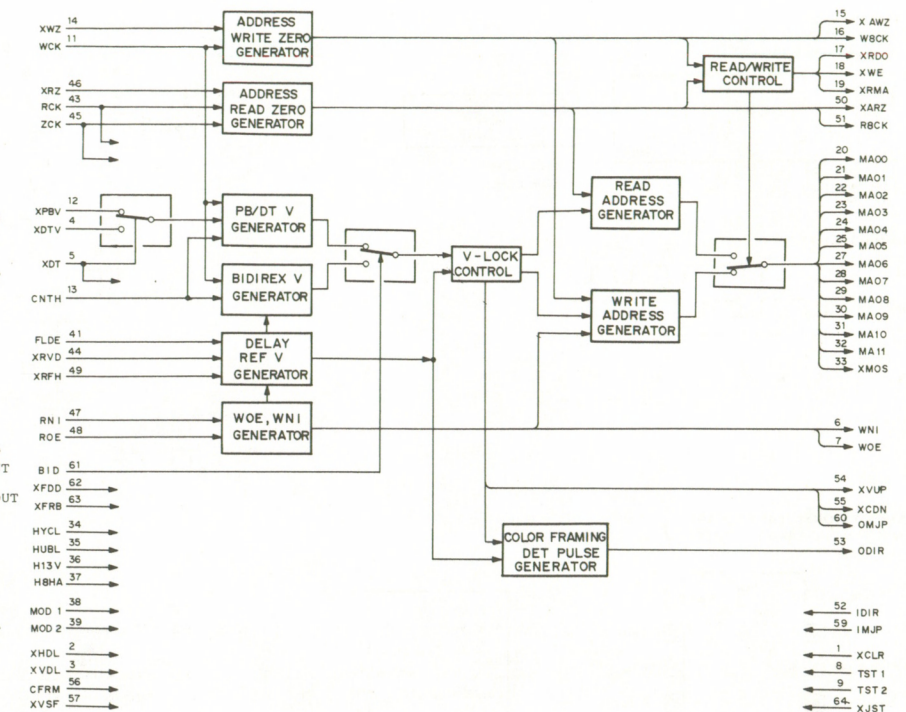 XWZ 14
WCK 11
XRZ 46
RCK 43
ZCK 45
XPBV 12
XDTV 4
XDT 5
CNTH 13
FLDE 41
XRVD 44
XRFH 49
RNI 47
ROE 48
T
BID 61
XFDD 62
OUT
XFRB 63
HYCL 34
HUBL 35
H13V 36
H8HA 37
MOD 1 38
MOD 2 39
XHDL 2
XVDL 3
CFRM 56
XVSF 57
ADDRESS
WRITE ZERO
GENERATOR
ADDRESS
READ ZERO
GENERATOR
PB/DT V
GENERATOR
BIDIREX V
GENERATOR
DELAY
REF V
GENERATOR
WOE, WNI
GENERATOR
V-LOCK
CONTROL
READ
ADDRESS
GENERATOR
WRITE
ADDRESS
GENERATOR
READ/WRITE
CONTROL
COLOR FRAMING
DET PULSE
GENERATOR
15 XAWZ
16 W8CK
17 XRDO
18 XWE
19 XRMA
50 XARZ
51 R8CK
20 MA00
21 MA01
22 MA02
23 MA03
24 MA04
25 MA05
27 MA06
28 MA07
29 MA08
30 MA09
31 MA10
32 MA11
33 XMOS
6 WNI
7 WOE
54 XVUP
55 XCDN
60 OMJP
53 ODIR
52 IDIR
59 IMJP
1 XCLR
8 TST 1
9 TST 2
64 XJST